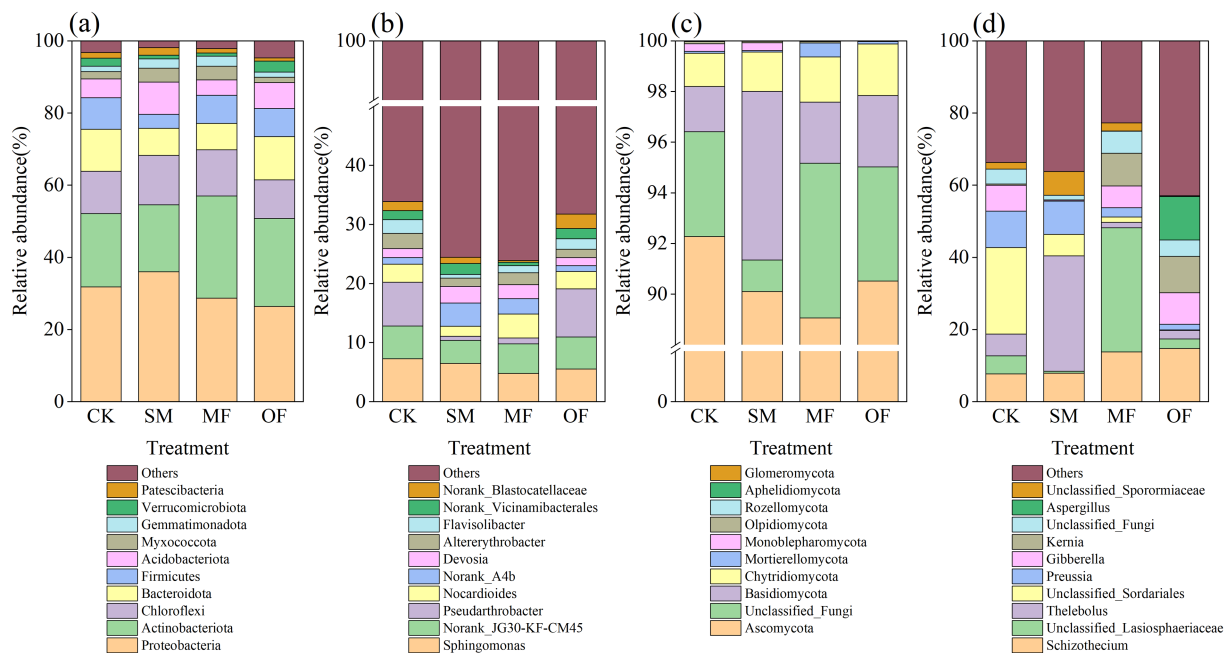 (a)
Relative abundance(%)
100
80
60
40
20
0
CK SM MF OF
Treatment
Others
Patescibacteria
Verrucomicrobiota
Gemmatimonadota
Myxococcota
Acidobacteriota
Firmicutes
Bacteroidota
Chloroflexi
Actinobacteriota
Proteobacteria
(b)
Relative abundance(%)
100
40
30
20
10
0
CK SM MF OF
Treatment
Others
Norank_Blastocatellaceae
Norank_Vicinamibacterales
Flavisolibacter
Altererythrobacter
Devosia
Norank_A4b
Nocardioides
Pseudarthrobacter
Norank_JG30-KF-CM45
Sphingomonas
(c)
Relative abundance(%)
100
98
96
94
92
90
0
CK SM MF OF
Treatment
Glomeromycota
Aphelidiomycota
Rozellomycota
Olpidiomycota
Monoblepharomycota
Mortierellomycota
Chytridiomycota
Basidiomycota
Unclassified_Fungi
Ascomycota
(d)
Relative abundance(%)
100
80
60
40
20
0
CK SM MF OF
Treatment
Others
Unclassified_Sporormiaceae
Aspergillus
Unclassified_Fungi
Kernia
Gibberella
Preussia
Unclassified_Sordariales
Thelebolus
Unclassified_Lasiosphaeriaceae
Schizothecium